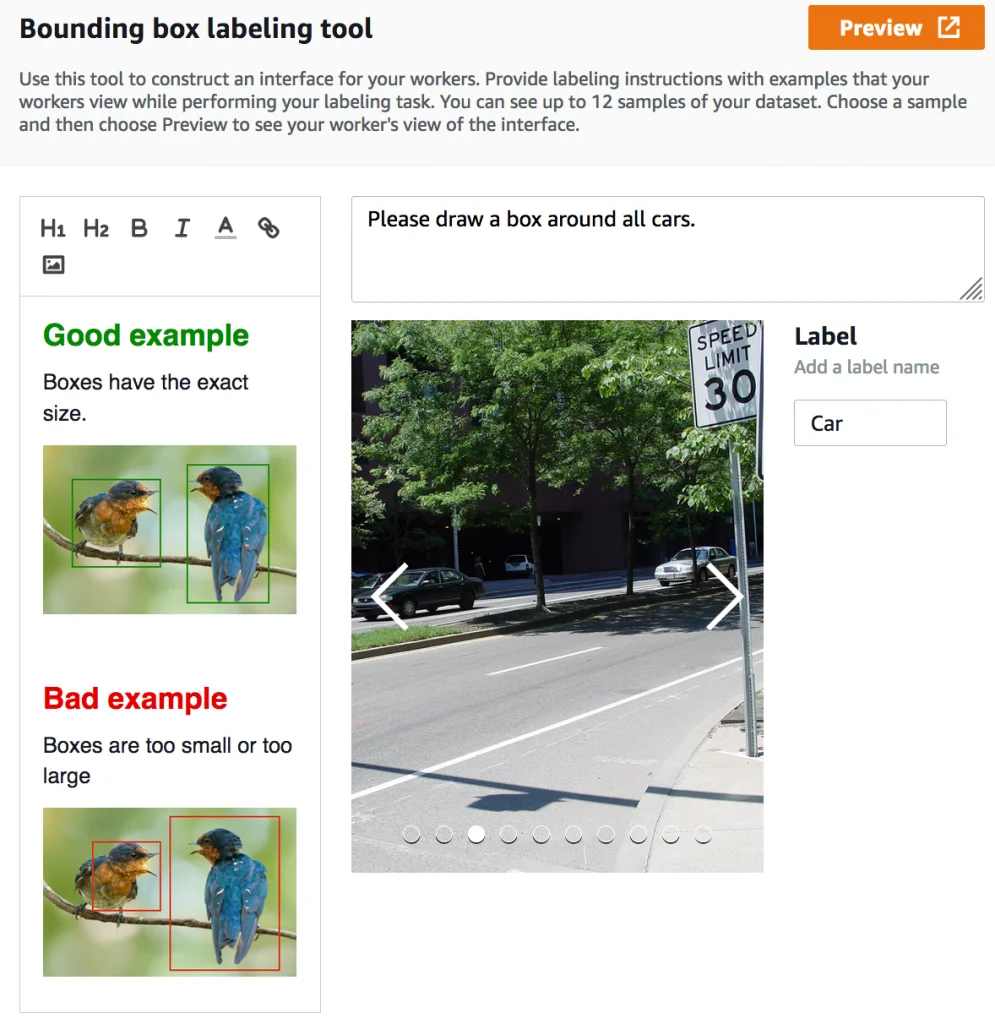 Bounding box labeling tool
Preview
Use this tool to construct an interface for your workers. Provide labeling instructions with examples that your
workers view while performing your labeling task. You can see up to 12 samples of your dataset. Choose a sample
and then choose Preview to see your worker's view of the interface.
H1 H2 B I A
Good example
Boxes have the exact
size.
Bad example
Boxes are too small or too
large
Please draw a box around all cars.
SPEED
LIMIT
30
Label
Add a label name
Car